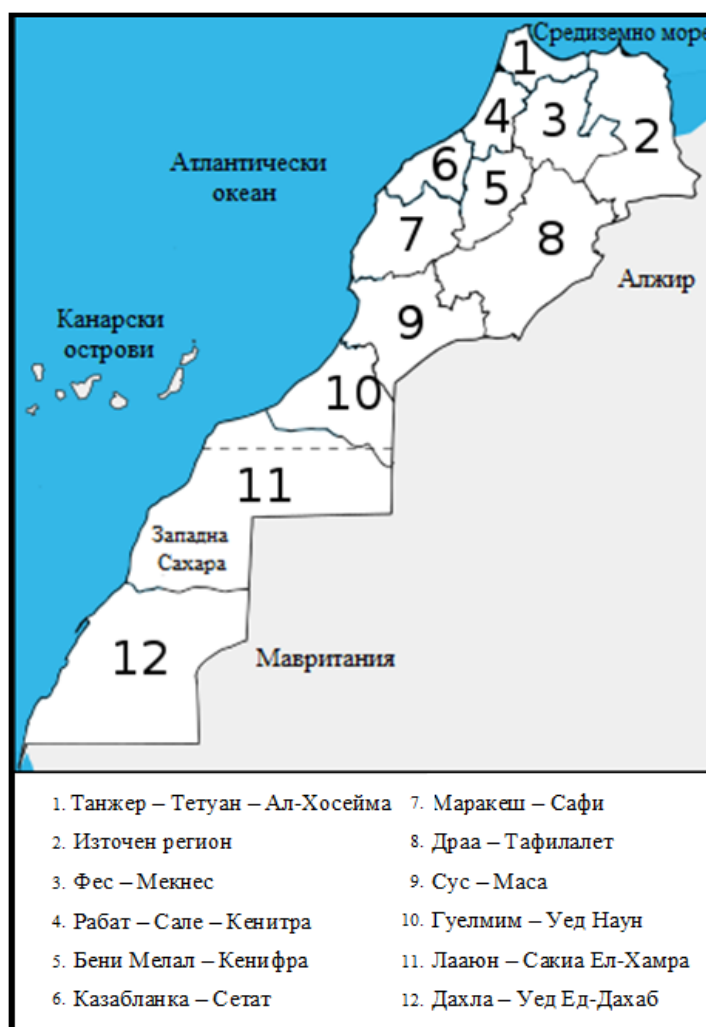 Средиземно море
1
4
3
2
Атлантически
океан
6
5
7
8
Алжир
Канарски
острови
9
10
11
Западна
Сахара
12
Мавритания
1. Танжер – Тетуан – Ал-Хосейма
2. Източен регион
3. Фес – Мекнес
4. Рабат – Сале – Кенитра
5. Бени Мелал – Кенифра
6. Казабланка – Сетат
7. Маракеш – Сафи
8. Драа – Тафилалет
9. Сус – Маса
10. Гуелмим – Уед Наун
11. Лааюн – Сакиа Ел-Хамра
12. Дахла – Уед Ед-Дахаб